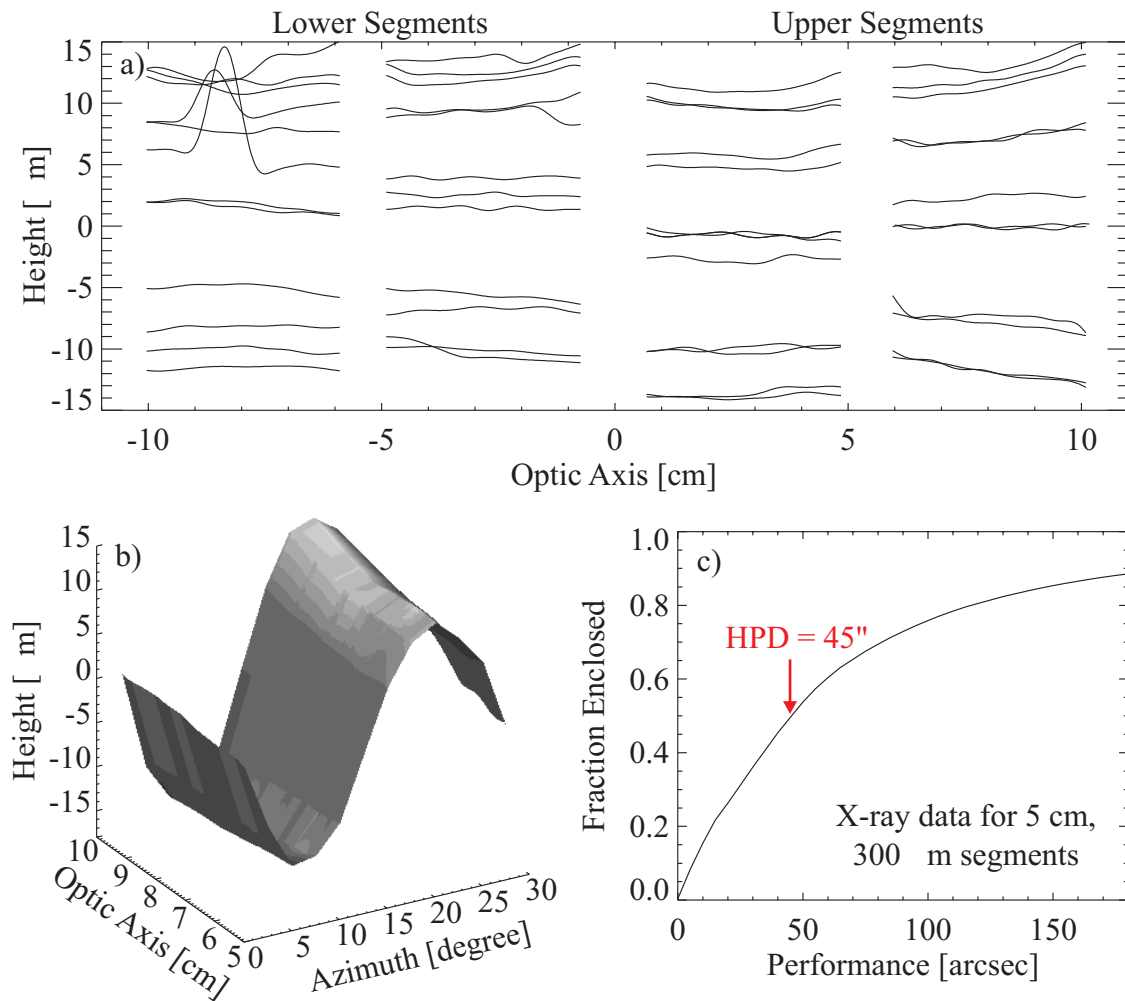 Lower Segments
Upper Segments
a)
15
10
5
0
-5
-10
-15
Height [ m]
-10
-5
0
5
10
Optic Axis [cm]
b)
15
10
5
0
-5
-10
-15
Height [ m]
10
9
8
7
6
5
Optic Axis [cm]
0
5
10
15
20
25
30
Azimuth [degree]
c)
1.0
0.8
0.6
0.4
0.2
0.0
Fraction Enclosed
HPD = 45"
X-ray data for 5 cm,
300 m segments
0
50
100
150
Performance [arcsec]